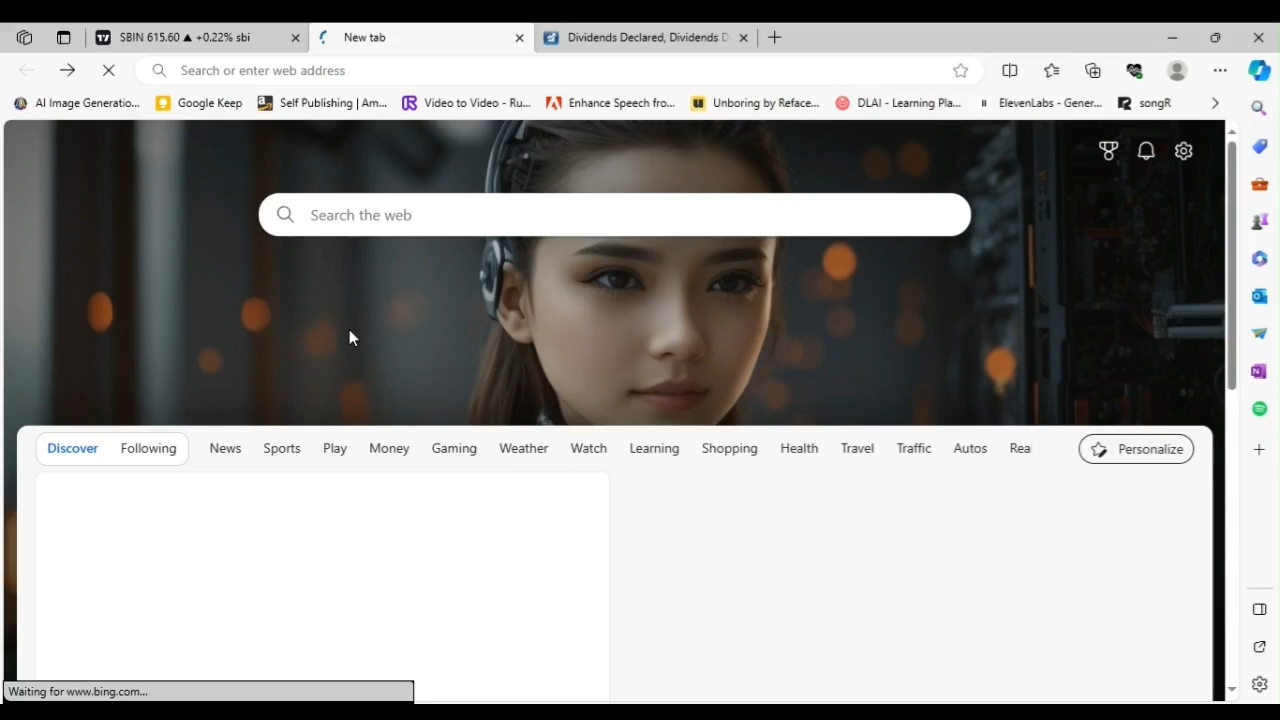 SBIN 615.60 ▲ +0.22% sbi
New tab
Dividends Declared, Dividends D
Search or enter web address
AI Image Generatio...
Google Keep
Self Publishing | Am...
Video to Video - Ru...
Enhance Speech fro...
Unboring by Reface...
DLAI - Learning Pla...
ElevenLabs - Gener...
songR
Search the web
Discover
Following
News
Sports
Play
Money
Gaming
Weather
Watch
Learning
Shopping
Health
Travel
Traffic
Autos
Rea
Personalize
Waiting for www.bing.com...